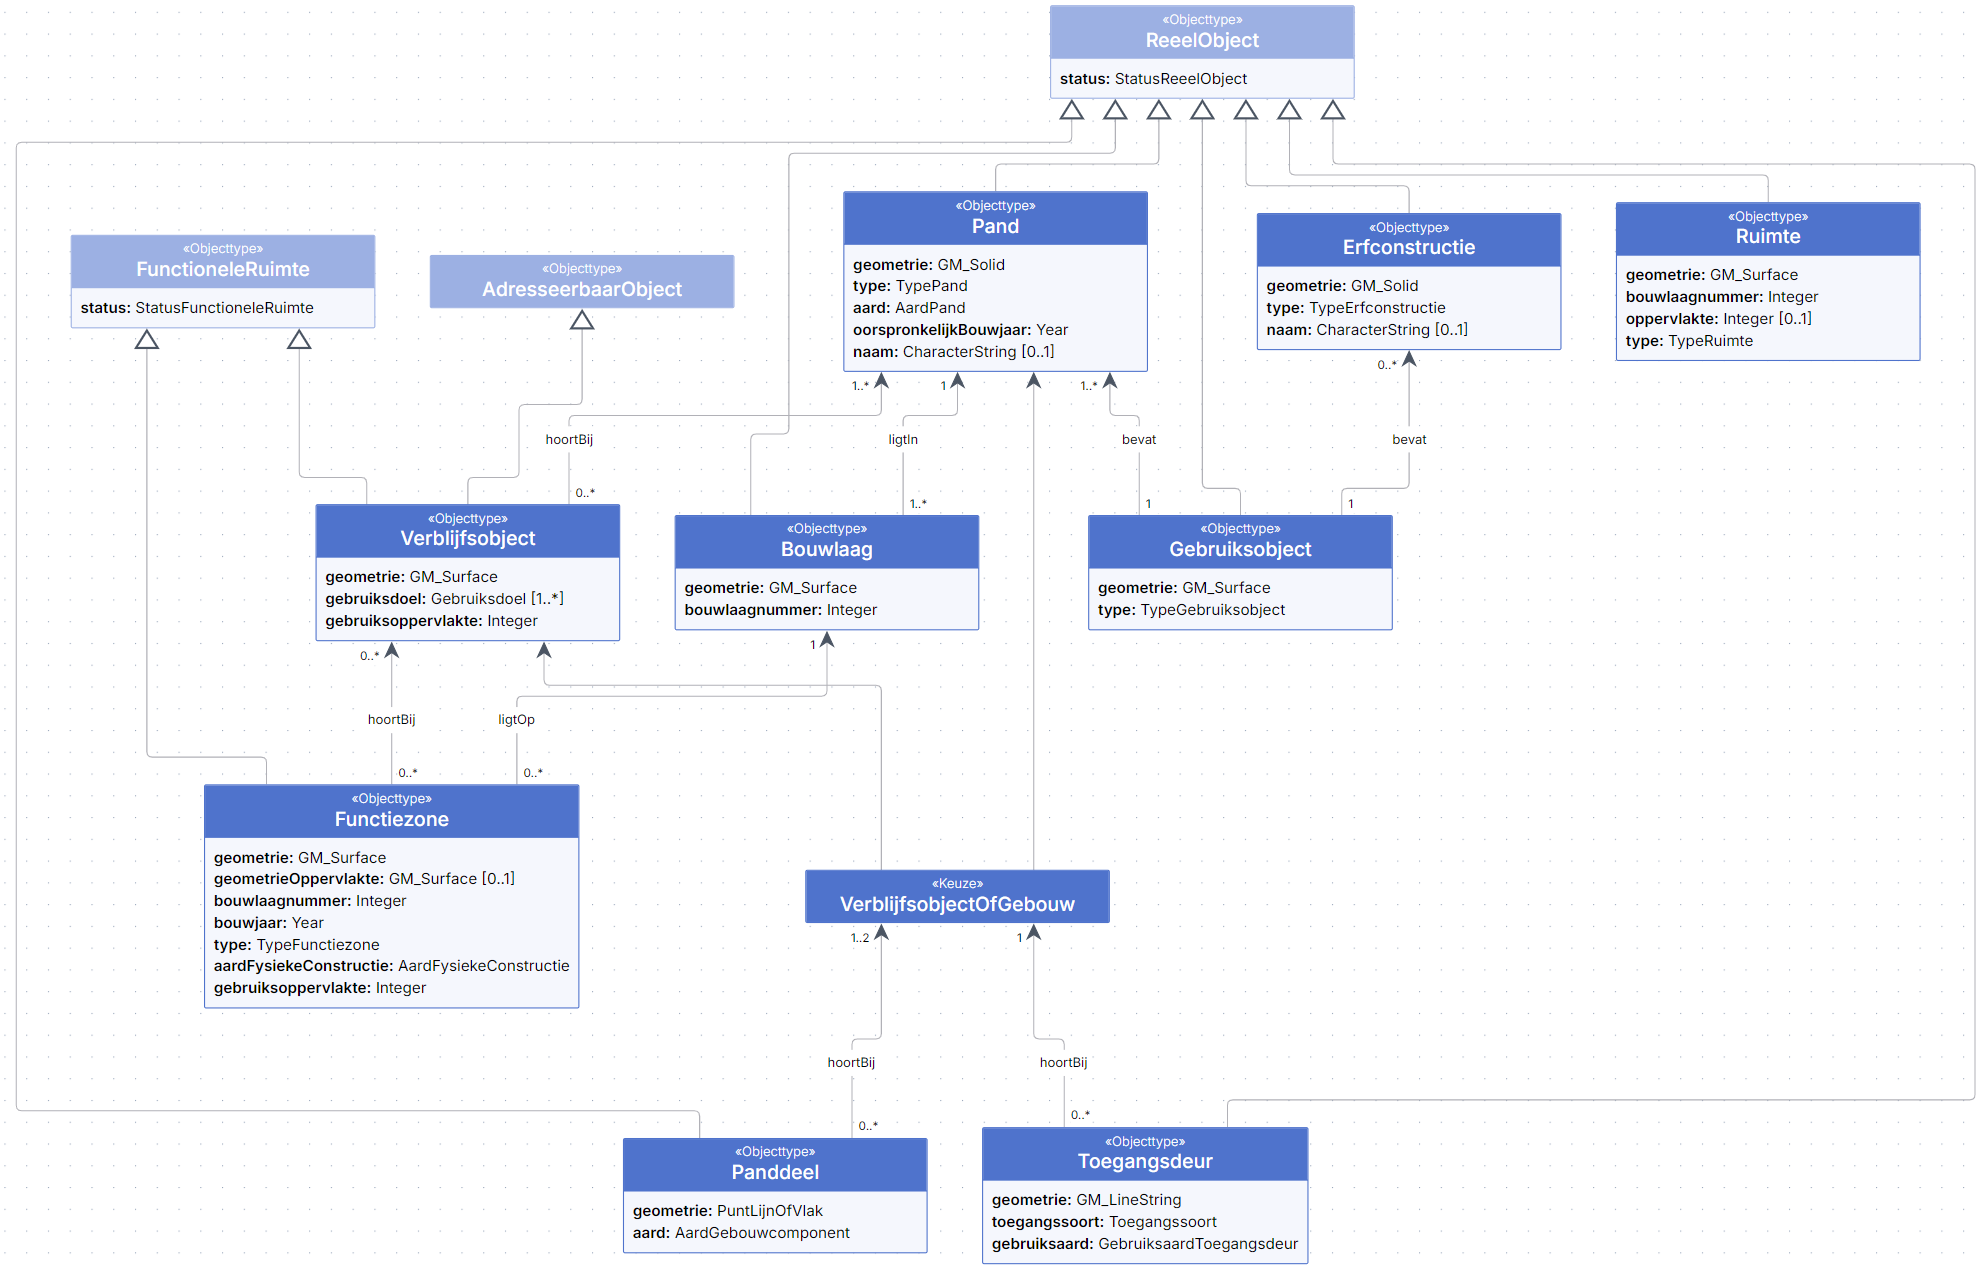 «Objecttype»
ReeelObject
status: StatusReeelObject
«Objecttype»
Pand
geometrie: GM_Solid
type: TypePand
aard: AardPand
oorspronkelijkBouwjaar: Year
naam: CharacterString [0..1]
«Objecttype»
Erfconstructie
geometrie: GM_Solid
type: TypeErfconstructie
naam: CharacterString [0..1]
«Objecttype»
Ruimte
geometrie: GM_Surface
bouwlaagnummer: Integer
oppervlakte: Integer [0..1]
type: TypeRuimte
«Objecttype»
FunctioneleRuimte
status: StatusFunctioneleRuimte
«Objecttype»
AdresseerbaarObject
1..*
1
1..*
0..*
hoortBij
ligtIn
bevat
bevat
0..*
1..*
1
1
«Objecttype»
Verblijfsobject
geometrie: GM_Surface
gebruiksdoel: Gebruiksdoel [1..*]
gebruiksoppervlakte: Integer
«Objecttype»
Bouwlaag
geometrie: GM_Surface
bouwlaagnummer: Integer
«Objecttype»
Gebruiksobject
geometrie: GM_Surface
type: TypeGebruiksobject
0..*
1
hoortBij
ligtOp
0..*
0..*
«Objecttype»
Functiezone
geometrie: GM_Surface
geometrieOppervlakte: GM_Surface [0..1]
bouwlaagnummer: Integer
bouwjaar: Year
type: TypeFunctiezone
aardFysiekeConstructie: AardFysiekeConstructie
gebruiksoppervlakte: Integer
«Keuze»
VerblijfsobjectOfGebouw
1..2
1
hoortBij
hoortBij
0..*
0..*
«Objecttype»
Panddeel
geometrie: PuntLijnOfVlak
aard: AardGebouwcomponent
«Objecttype»
Toegangsdeur
geometrie: GM_LineString
toegangssoort: Toegangssoort
gebruiksaard: GebruiksaardToegangsdeur